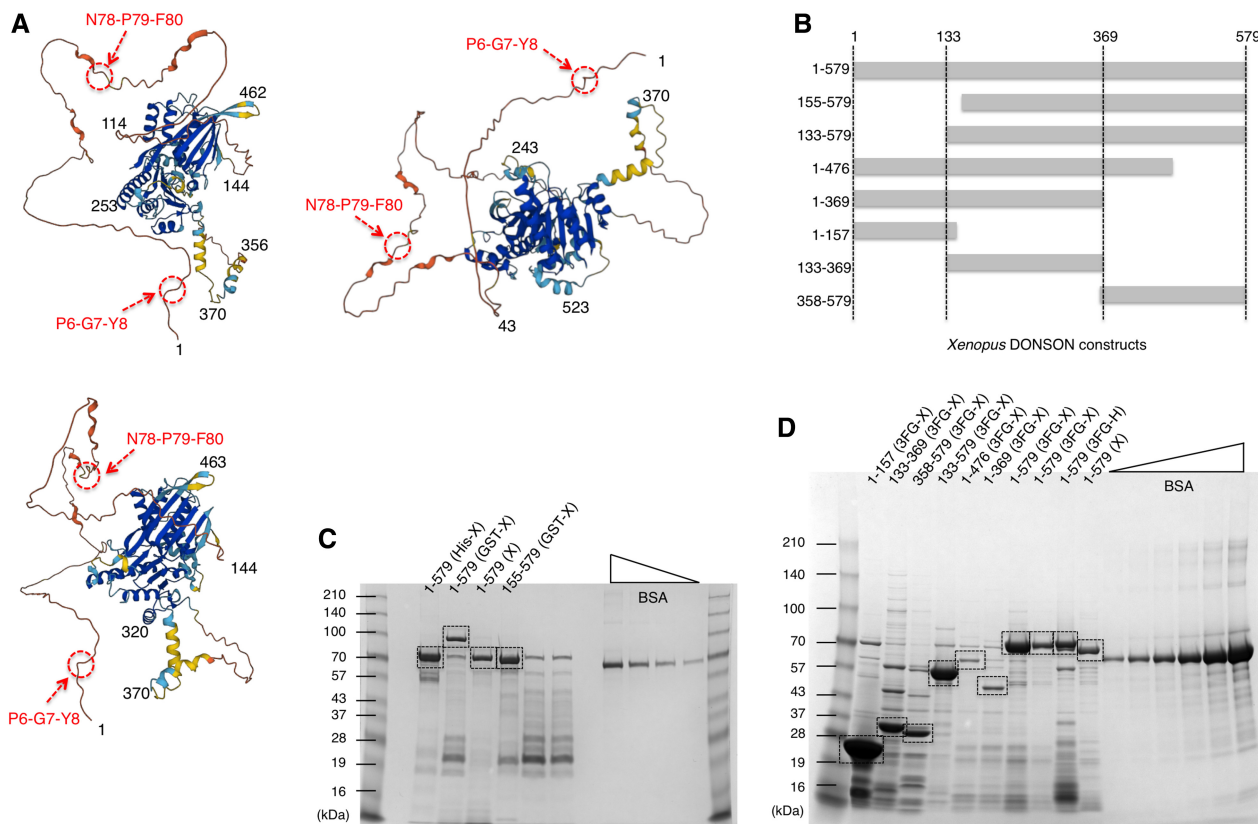 A
N78-P79-F80
462
114
144
253
356
370
P6-G7-Y8
1
P6-G7-Y8
1
370
243
N78-P79-F80
523
43
N78-P79-F80
463
144
320
370
P6-G7-Y8
1
B
1 133 369 579
1-579
155-579
133-579
1-476
1-369
1-157
133-369
358-579
Xenopus DONSON constructs
C
1-579 (His-X)
1-579 (GST-X)
1-579 (X)
155-579 (GST-X)
BSA
210
140
100
70
57
43
37
28
19
16
(kDa)
D
1-157 (3FG-X)
133-369 (3FG-X)
358-579 (3FG-X)
133-579 (3FG-X)
1-476 (3FG-X)
1-369 (3FG-X)
1-579 (3FG-X)
1-579 (3FG-X)
1-579 (3FG-H)
1-579 (X)
BSA
210
140
100
70
57
43
37
28
19
16
(kDa)